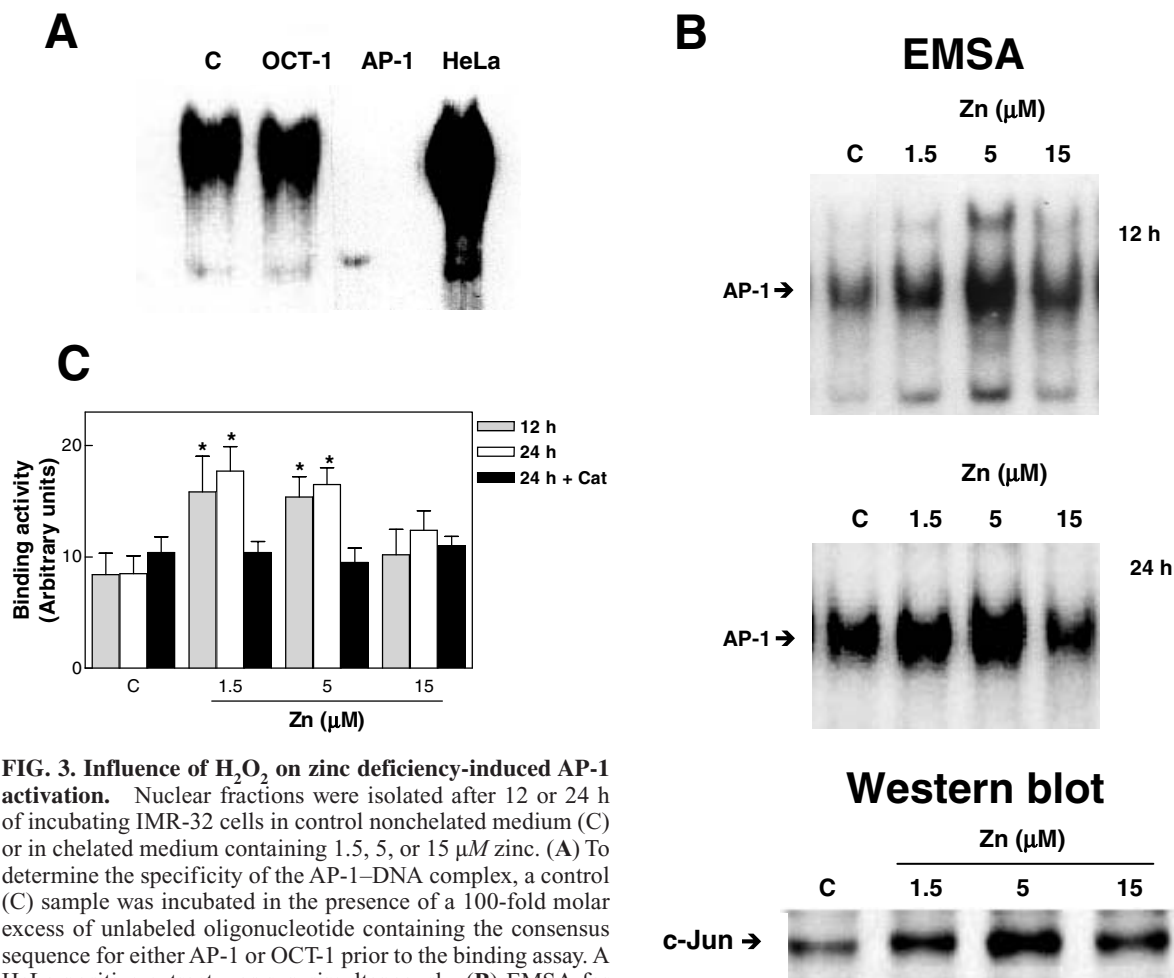 A
C OCT-1 AP-1 HeLa
B
EMSA
Zn (μM)
C 1.5 5 15
12 h
AP-1➔
Zn (μM)
C 1.5 5 15
24 h
AP-1➔
Western blot
Zn (μM)
C 1.5 5 15
c-Jun ➔
C
Binding activity
(Arbitrary units)
20
10
0
* * * *
12 h
24 h
24 h + Cat
C 1.5 5 15
Zn (μM)
FIG. 3. Influence of H₂O₂ on zinc deficiency-induced AP-1
activation. Nuclear fractions were isolated after 12 or 24 h
of incubating IMR-32 cells in control nonchelated medium (C)
or in chelated medium containing 1.5, 5, or 15 μM zinc. (A) To
determine the specificity of the AP-1–DNA complex, a control
(C) sample was incubated in the presence of a 100-fold molar
excess of unlabeled oligonucleotide containing the consensus
sequence for either AP-1 or OCT-1 prior to the binding assay. A